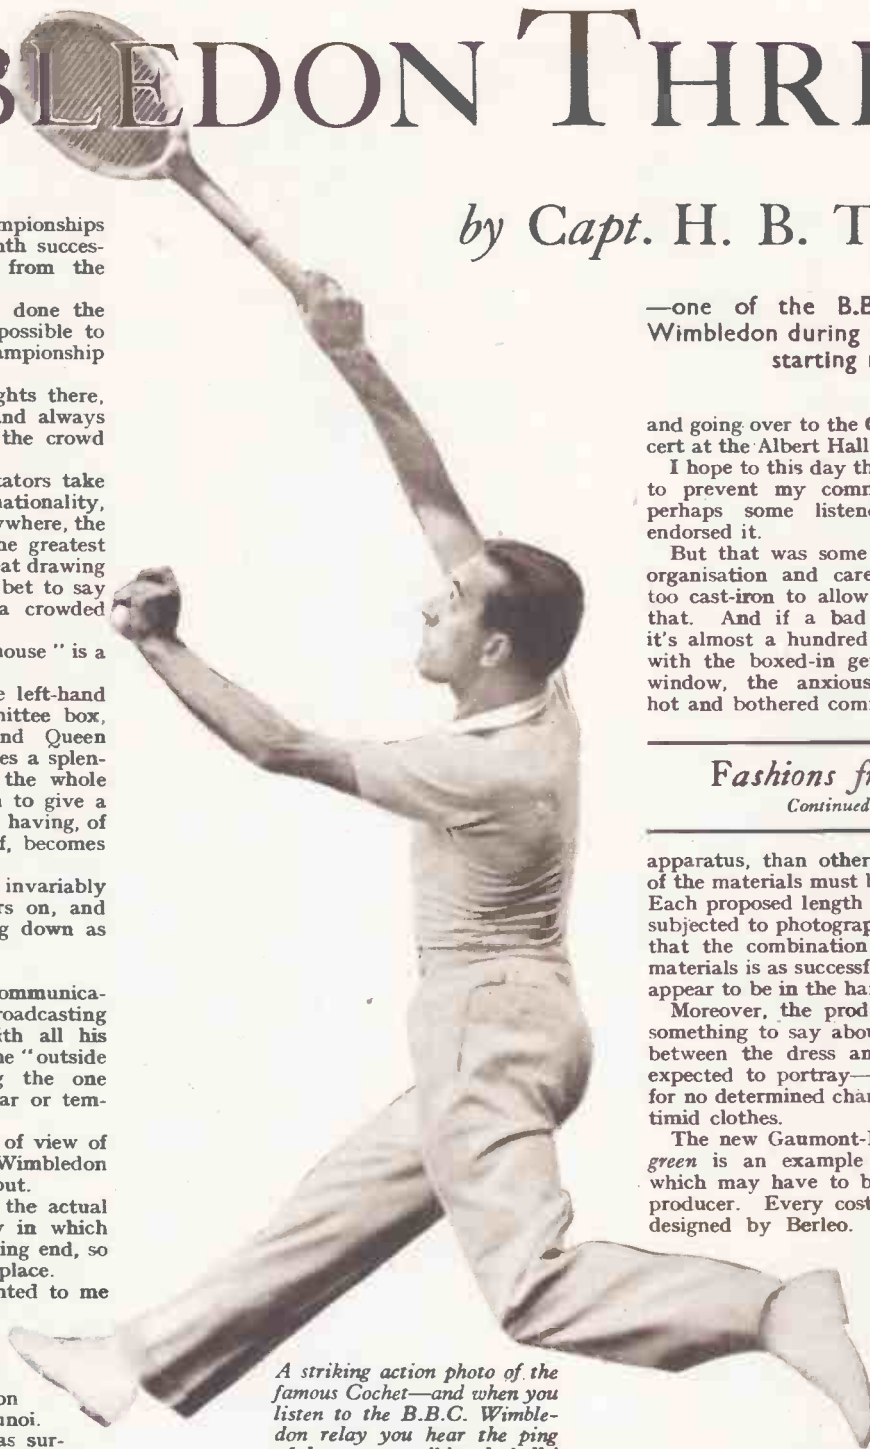 BLEDON THRI
by Capt. H. B. T
mpionships
nth succes-
from the
done the
possible to
ampionship
ghts there,
and always
the crowd
tators take
nationality,
ywhere, the
he greatest
at drawing
bet to say
a crowded
house " is a
e left-hand
mittee box,
nd Queen
es a splen-
the whole
n to give a
having, of
f, becomes
invariably
rs on, and
g down as
ommunica-
roadcasting
ith all his
he "outside
g the one
ar or tem-
of view of
Wimbledon
out.
the actual
y in which
ing end, so
place.
nted to me
on
unoi.
as sur-
A striking action photo of the
famous Cochet—and when you
listen to the B.B.C. Wimble-
don relay you hear the ping
—one of the B.B
Wimbledon during
starting
and going over to the
cert at the Albert Hall
I hope to this day th
to prevent my comm
perhaps some listen
endorsed it.
But that was some
organisation and care
too cast-iron to allow
that. And if a bad
it's almost a hundred
with the boxed-in ge
window, the anxious
hot and bothered com
Fashions f
Continued
apparatus, than other
of the materials must b
Each proposed length
subjected to photograp
that the combination
materials is as successf
appear to be in the ha
Moreover, the prod
something to say abou
between the dress an
expected to portray—
for no determined cha
timid clothes.
The new Gaumont-
green is an example
which may have to b
producer. Every cost
designed by Berleo.